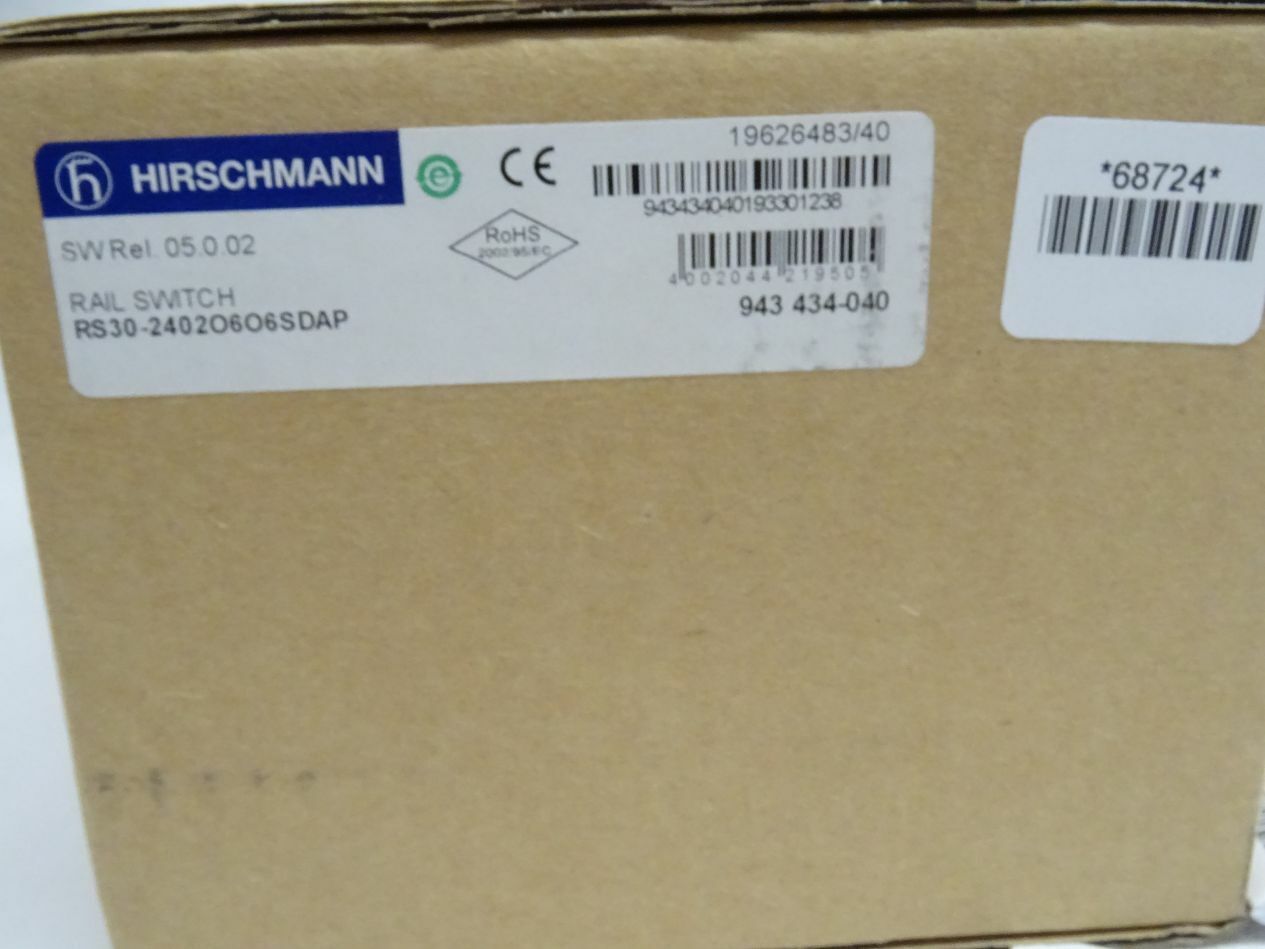 HIRSCHMANN
CE
19626483/40
943434040193301238
SW Rel. 05.0.02
RoHS
2002/95/EC
4 002044 219505
RAIL SWITCH
RS30-2402O6O6SDAP
943 434-040
*68724*